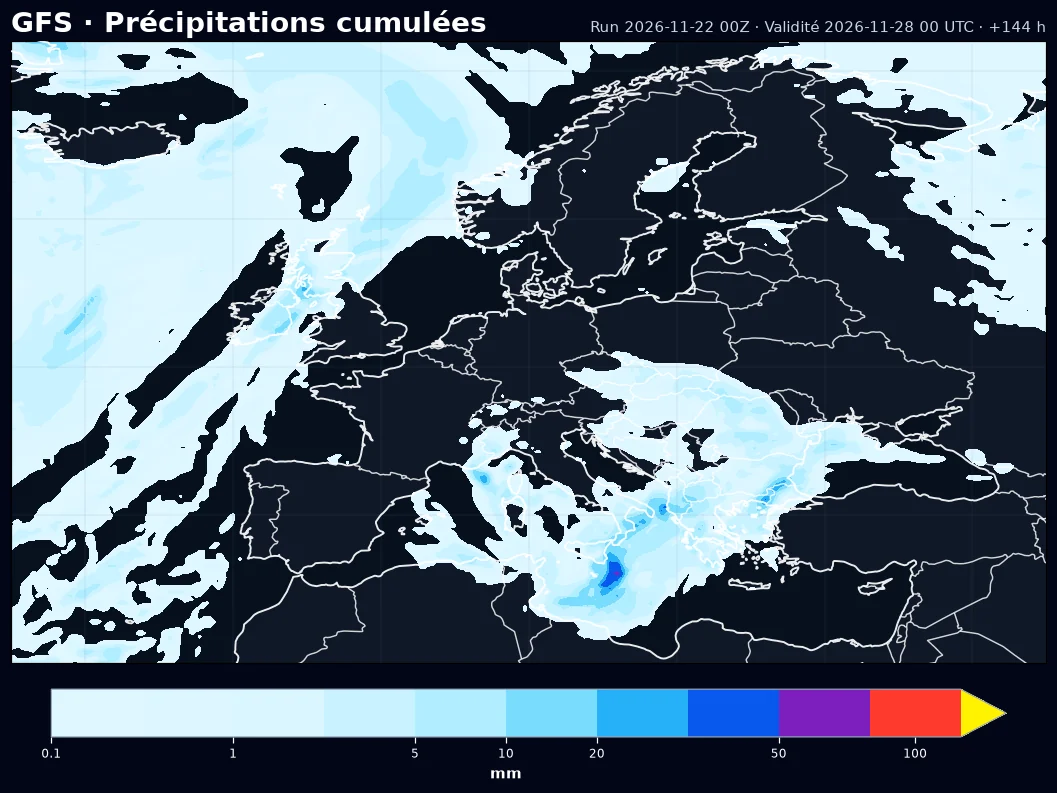 GFS · Précipitations cumulées
Run 2026-11-22 00Z · Validité 2026-11-28 00 UTC · +144 h
0.1 1 5 10 20 50 100
mm